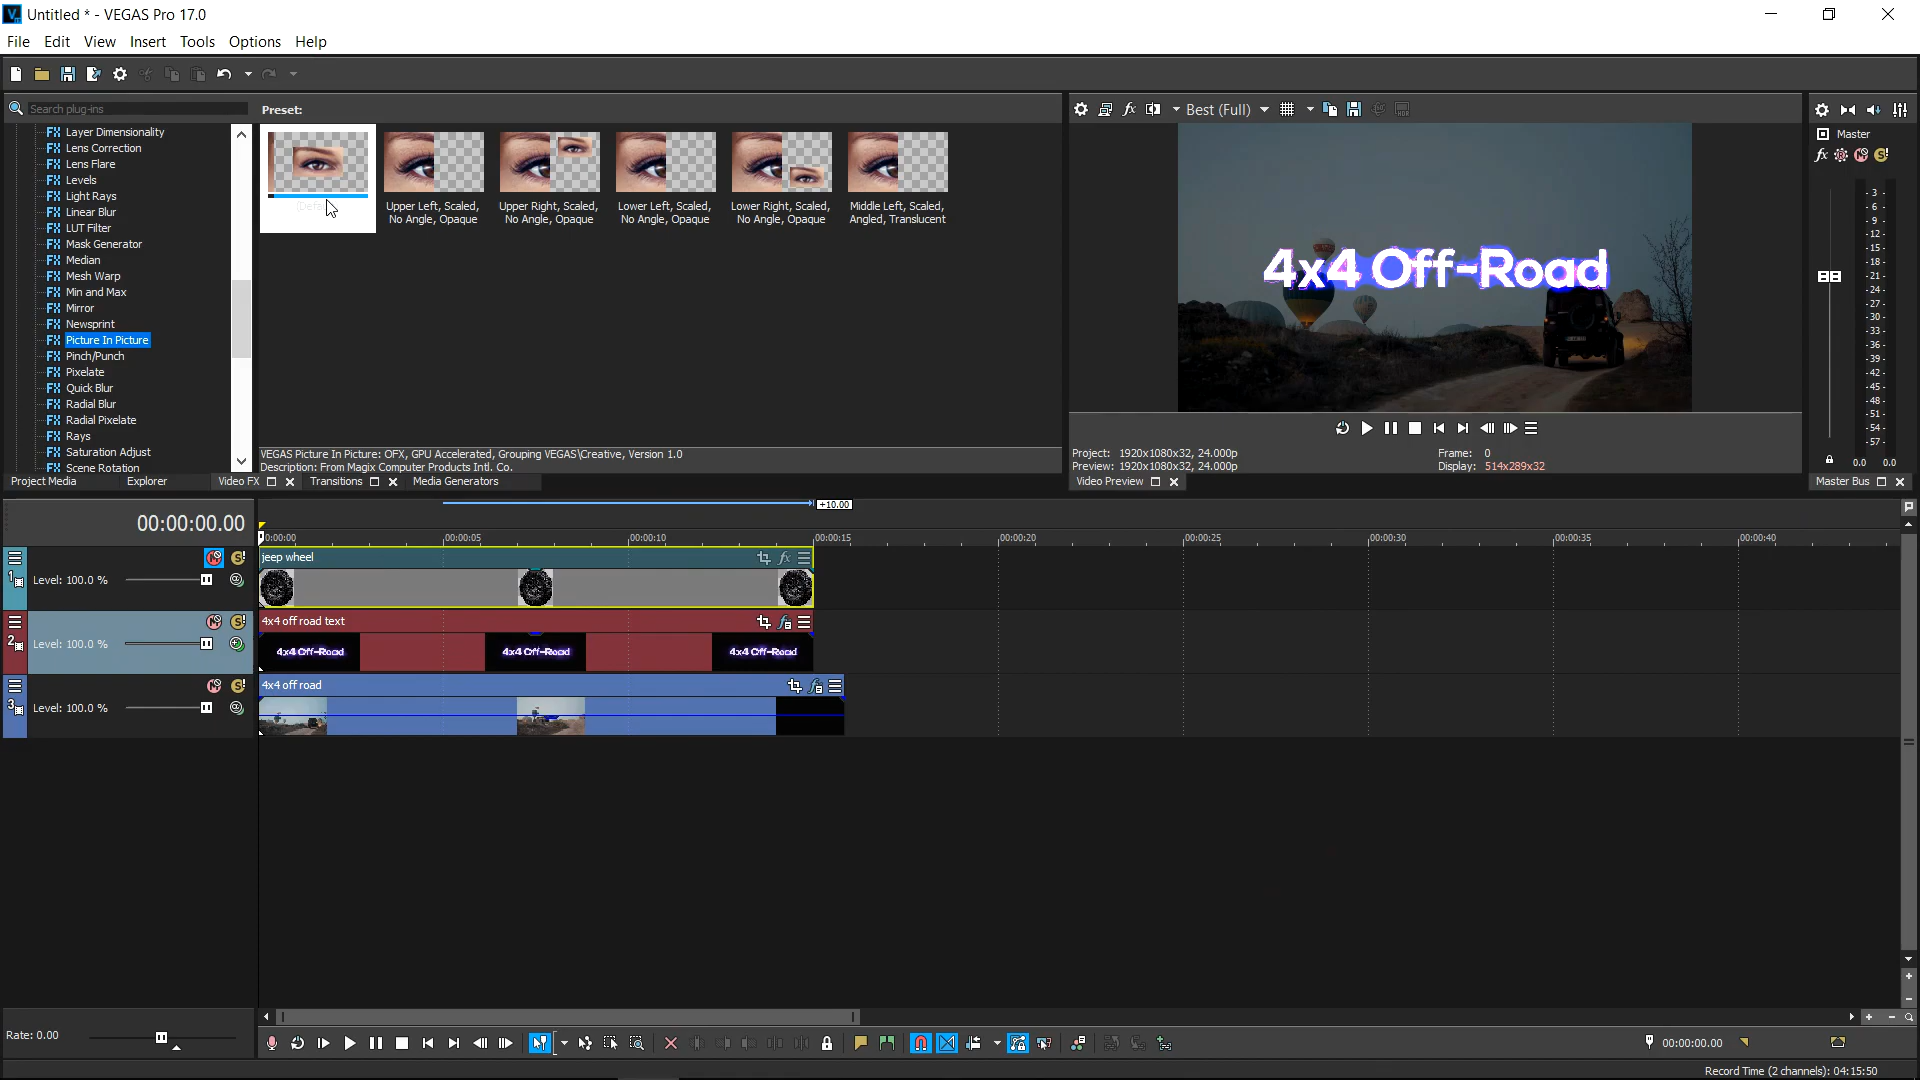 Untitled * - VEGAS Pro 17.0
File Edit View Insert Tools Options Help
Search plug-ins
Layer Dimensionality
Lens Correction
Lens Flare
Levels
Light Rays
Linear Blur
LUT Filter
Mask Generator
Median
Mesh Warp
Min and Max
Mirror
Newsprint
Picture In Picture
Pinch/Punch
Pixelate
Quick Blur
Radial Blur
Radial Pixelate
Rays
Saturation Adjust
Scene Rotation
Project Media Explorer Video FX Transitions Media Generators
Preset:
Upper Left, Scaled,
No Angle, Opaque
Upper Right, Scaled,
No Angle, Opaque
Lower Left, Scaled,
No Angle, Opaque
Lower Right, Scaled,
No Angle, Opaque
Middle Left, Scaled,
Angled, Translucent
VEGAS Picture In Picture: OFX, GPU Accelerated, Grouping VEGAS\Creative, Version 1.0
Description: From Magix Computer Products Intl. Co.
Best (Full)
4x4 Off-Road
Project: 1920x1080x32, 24.000p
Frame: 0
Preview: 1920x1080x32, 24.000p
Display: 514x289x32
Video Preview
Master
-3-
-6-
-9-
-12-
-15-
-18-
-21-
-24-
-27-
-30-
-33-
-36-
-39-
-42-
-45-
-48-
-51-
-54-
-57-
0.0 0.0
Master Bus
+10.00
00:00:00.00
0:00:00 00:00:05 00:00:10 00:00:15 00:00:20 00:00:25 00:00:30 00:00:35 00:00:40
jeep wheel
1 Level: 100.0 %
4x4 off road text
2 Level: 100.0 %
4x4 Off-Road 4x4 Off-Road 4x4 Off-Road
4x4 off road
3 Level: 100.0 %
Rate: 0.00
00:00:00.00
Record Time (2 channels): 04:15:50